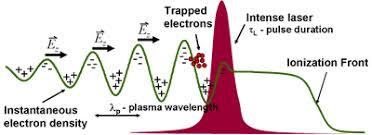 Trapped
electrons
Intense laser
τL - pulse duration
Ionization Front
E⃗z
E⃗z
E⃗z
++
++
++
+++
+++
λp - plasma wavelength
Instantaneous
electron density